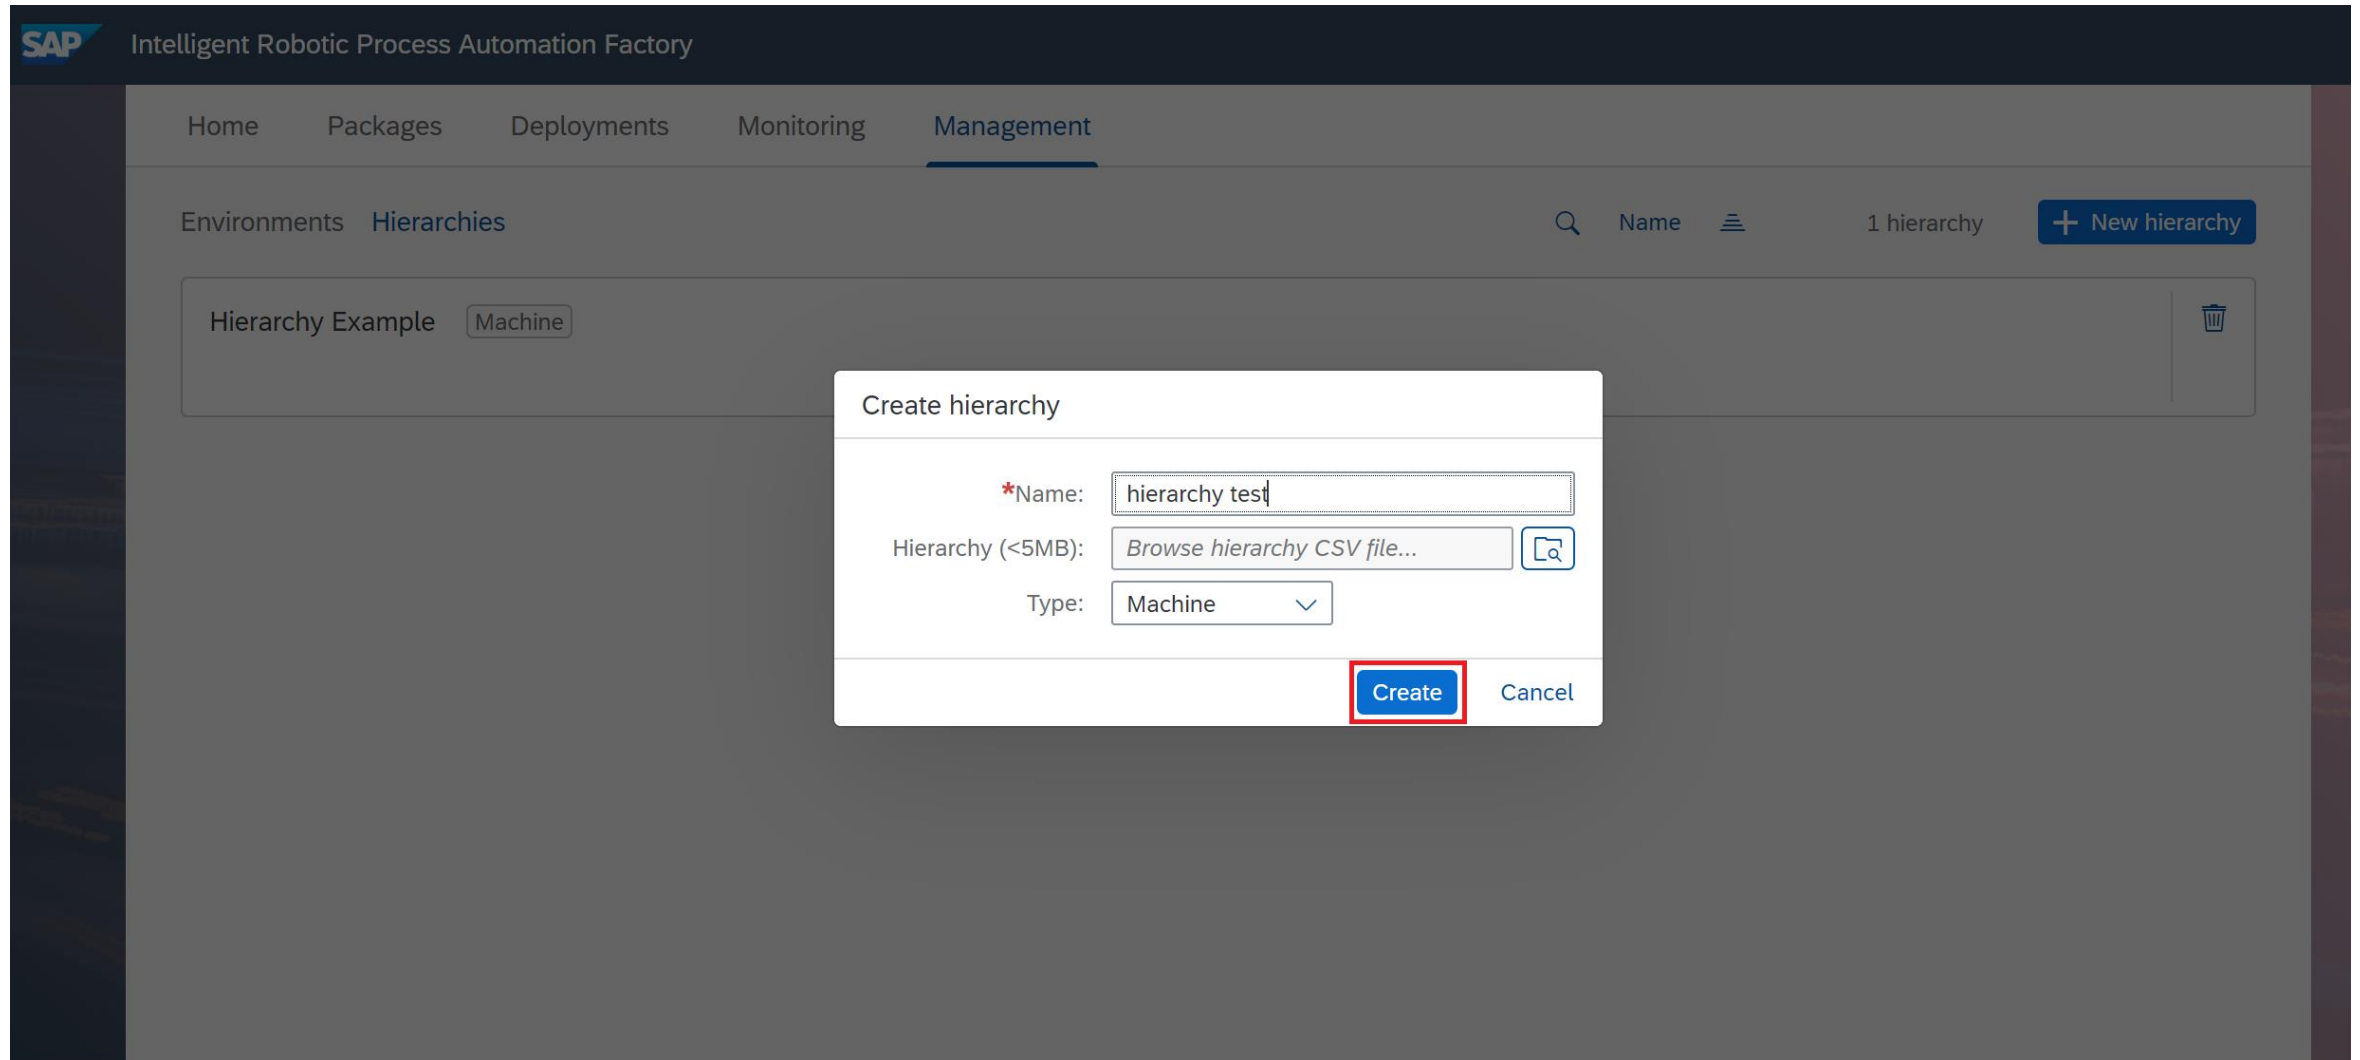 SAP Intelligent Robotic Process Automation Factory
Home Packages Deployments Monitoring Management
Environments Hierarchies Name 1 hierarchy New hierarchy
Hierarchy Example Machine
Create hierarchy
*Name: hierarchy test
Hierarchy (<5MB): Browse hierarchy CSV file...
Type: Machine
Create Cancel